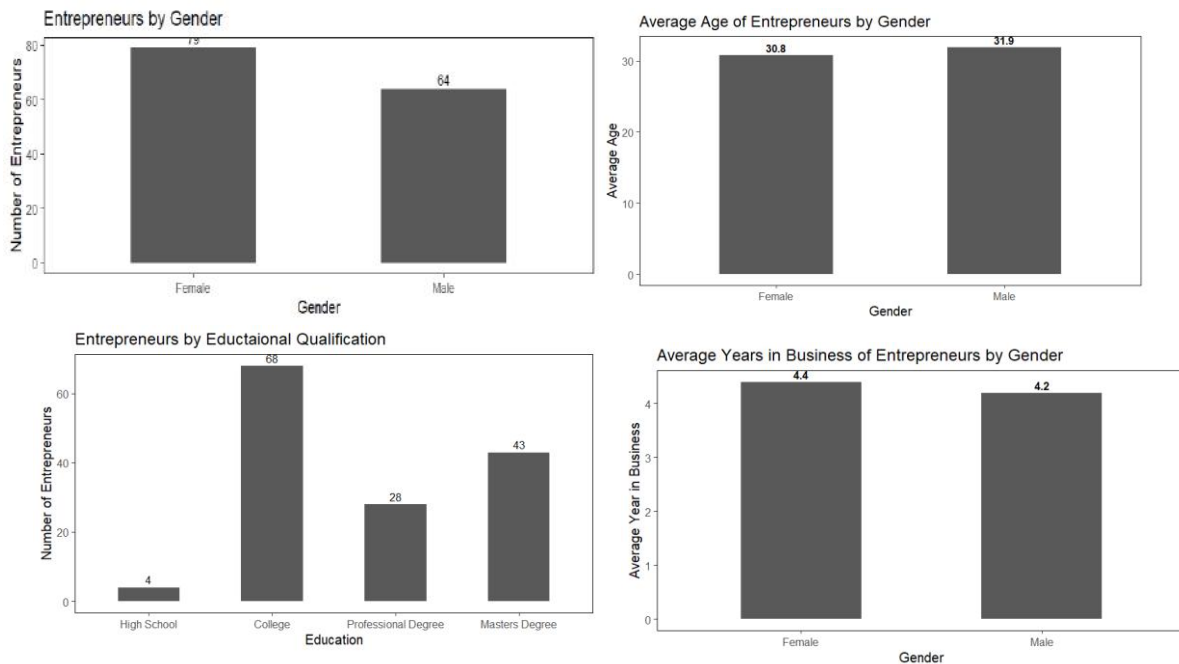 Entrepreneurs by Gender
Number of Entrepreneurs
80
60
40
20
0
79
64
Female
Male
Gender
Average Age of Entrepreneurs by Gender
Average Age
30
20
10
0
30.8
31.9
Female
Male
Gender
Entrepreneurs by Eductaional Qualification
Number of Entrepreneurs
60
40
20
0
4
68
28
43
High School
College
Professional Degree
Masters Degree
Education
Average Years in Business of Entrepreneurs by Gender
Average Year in Business
4
3
2
1
0
4.4
4.2
Female
Male
Gender